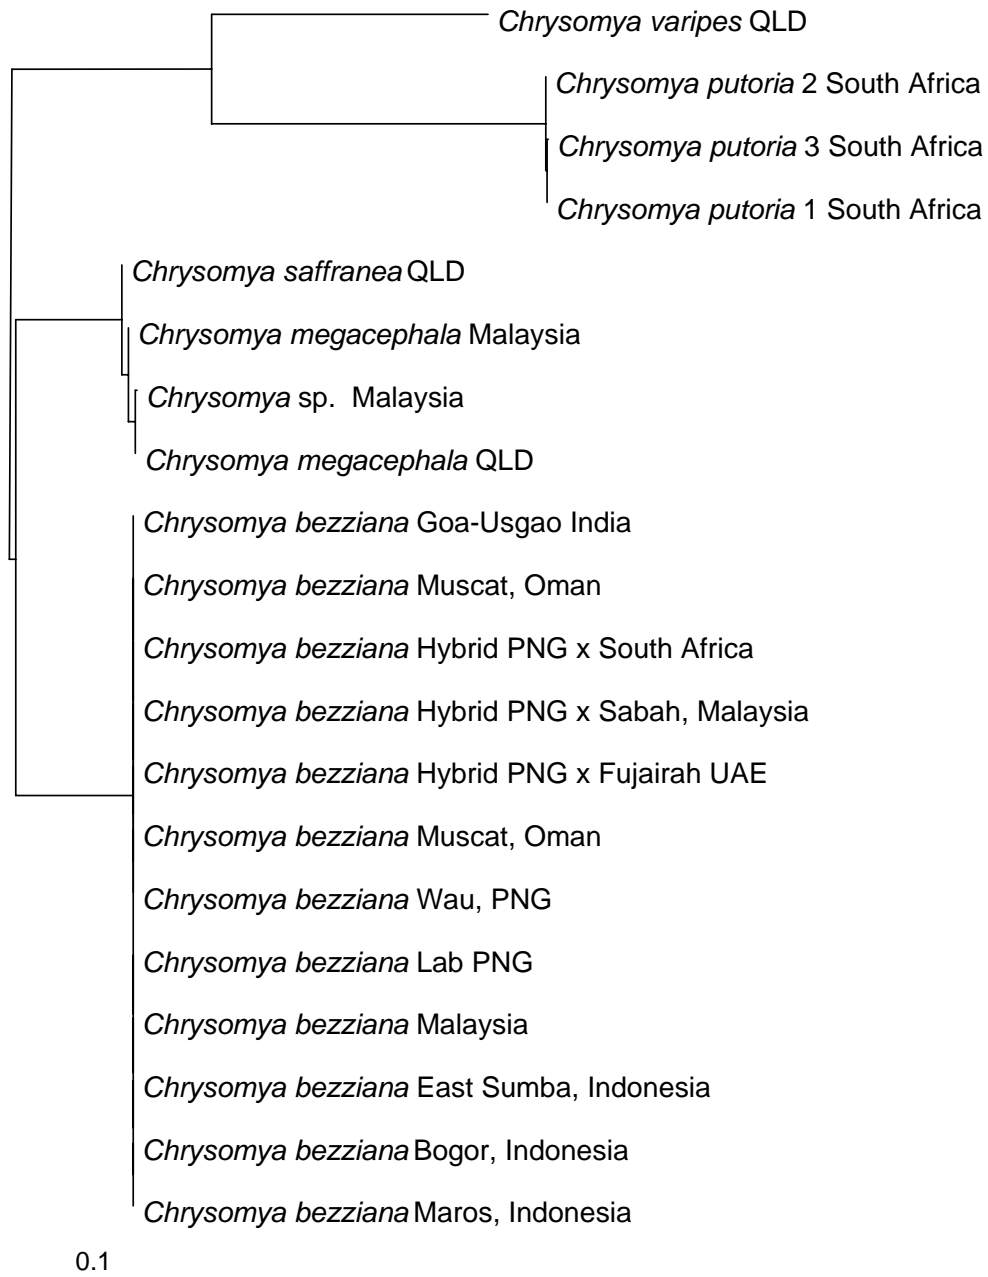 Chrysomya varipes QLD
Chrysomya putoria 2 South Africa
Chrysomya putoria 3 South Africa
Chrysomya putoria 1 South Africa
Chrysomya saffranea QLD
Chrysomya megacephala Malaysia
Chrysomya sp. Malaysia
Chrysomya megacephala QLD
Chrysomya bezziana Goa-Usgao India
Chrysomya bezziana Muscat, Oman
Chrysomya bezziana Hybrid PNG x South Africa
Chrysomya bezziana Hybrid PNG x Sabah, Malaysia
Chrysomya bezziana Hybrid PNG x Fujairah UAE
Chrysomya bezziana Muscat, Oman
Chrysomya bezziana Wau, PNG
Chrysomya bezziana Lab PNG
Chrysomya bezziana Malaysia
Chrysomya bezziana East Sumba, Indonesia
Chrysomya bezziana Bogor, Indonesia
Chrysomya bezziana Maros, Indonesia
0.1